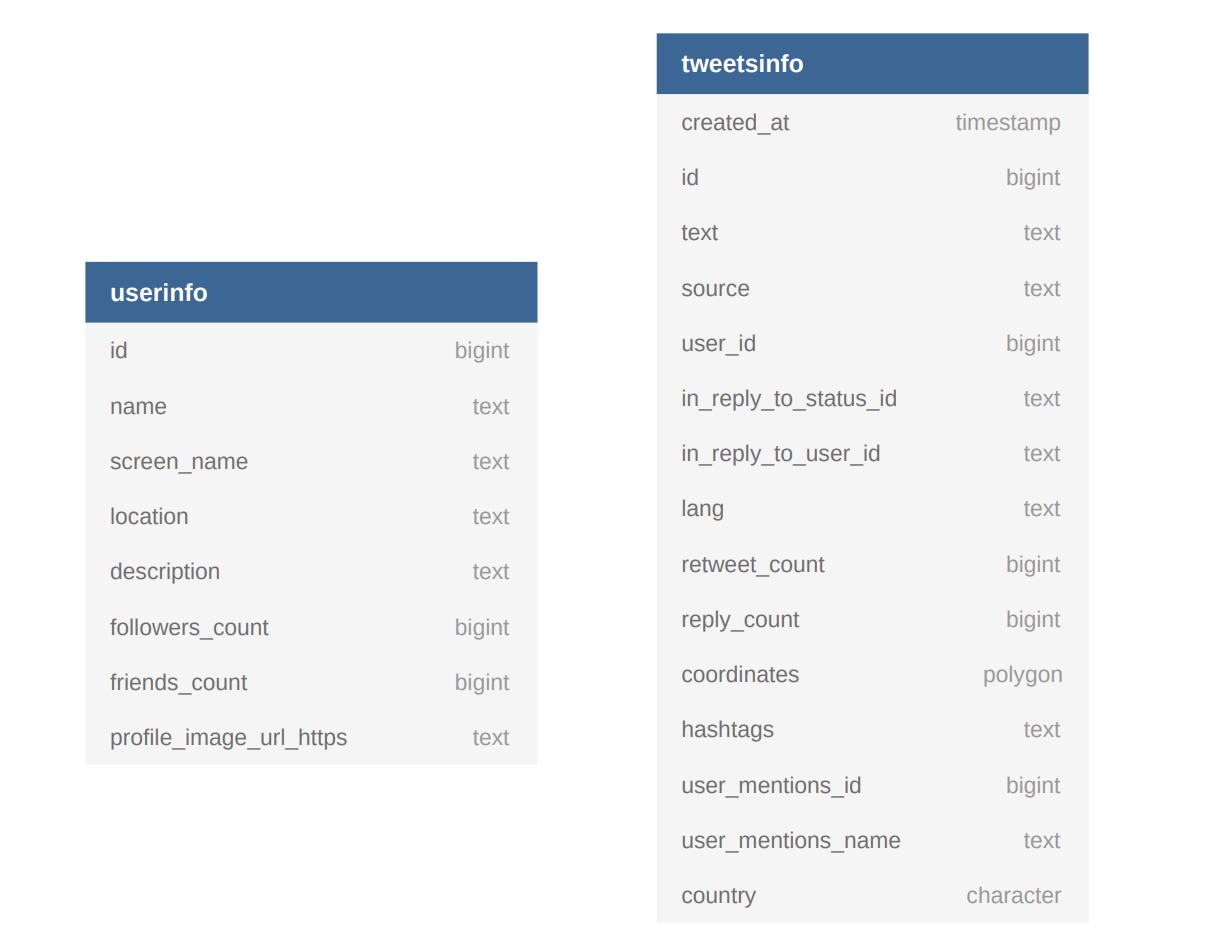 userinfo
id bigint
name text
screen_name text
location text
description text
followers_count bigint
friends_count bigint
profile_image_url_https text
tweetsinfo
created_at timestamp
id bigint
text text
source text
user_id bigint
in_reply_to_status_id text
in_reply_to_user_id text
lang text
retweet_count bigint
reply_count bigint
coordinates polygon
hashtags text
user_mentions_id bigint
user_mentions_name text
country character